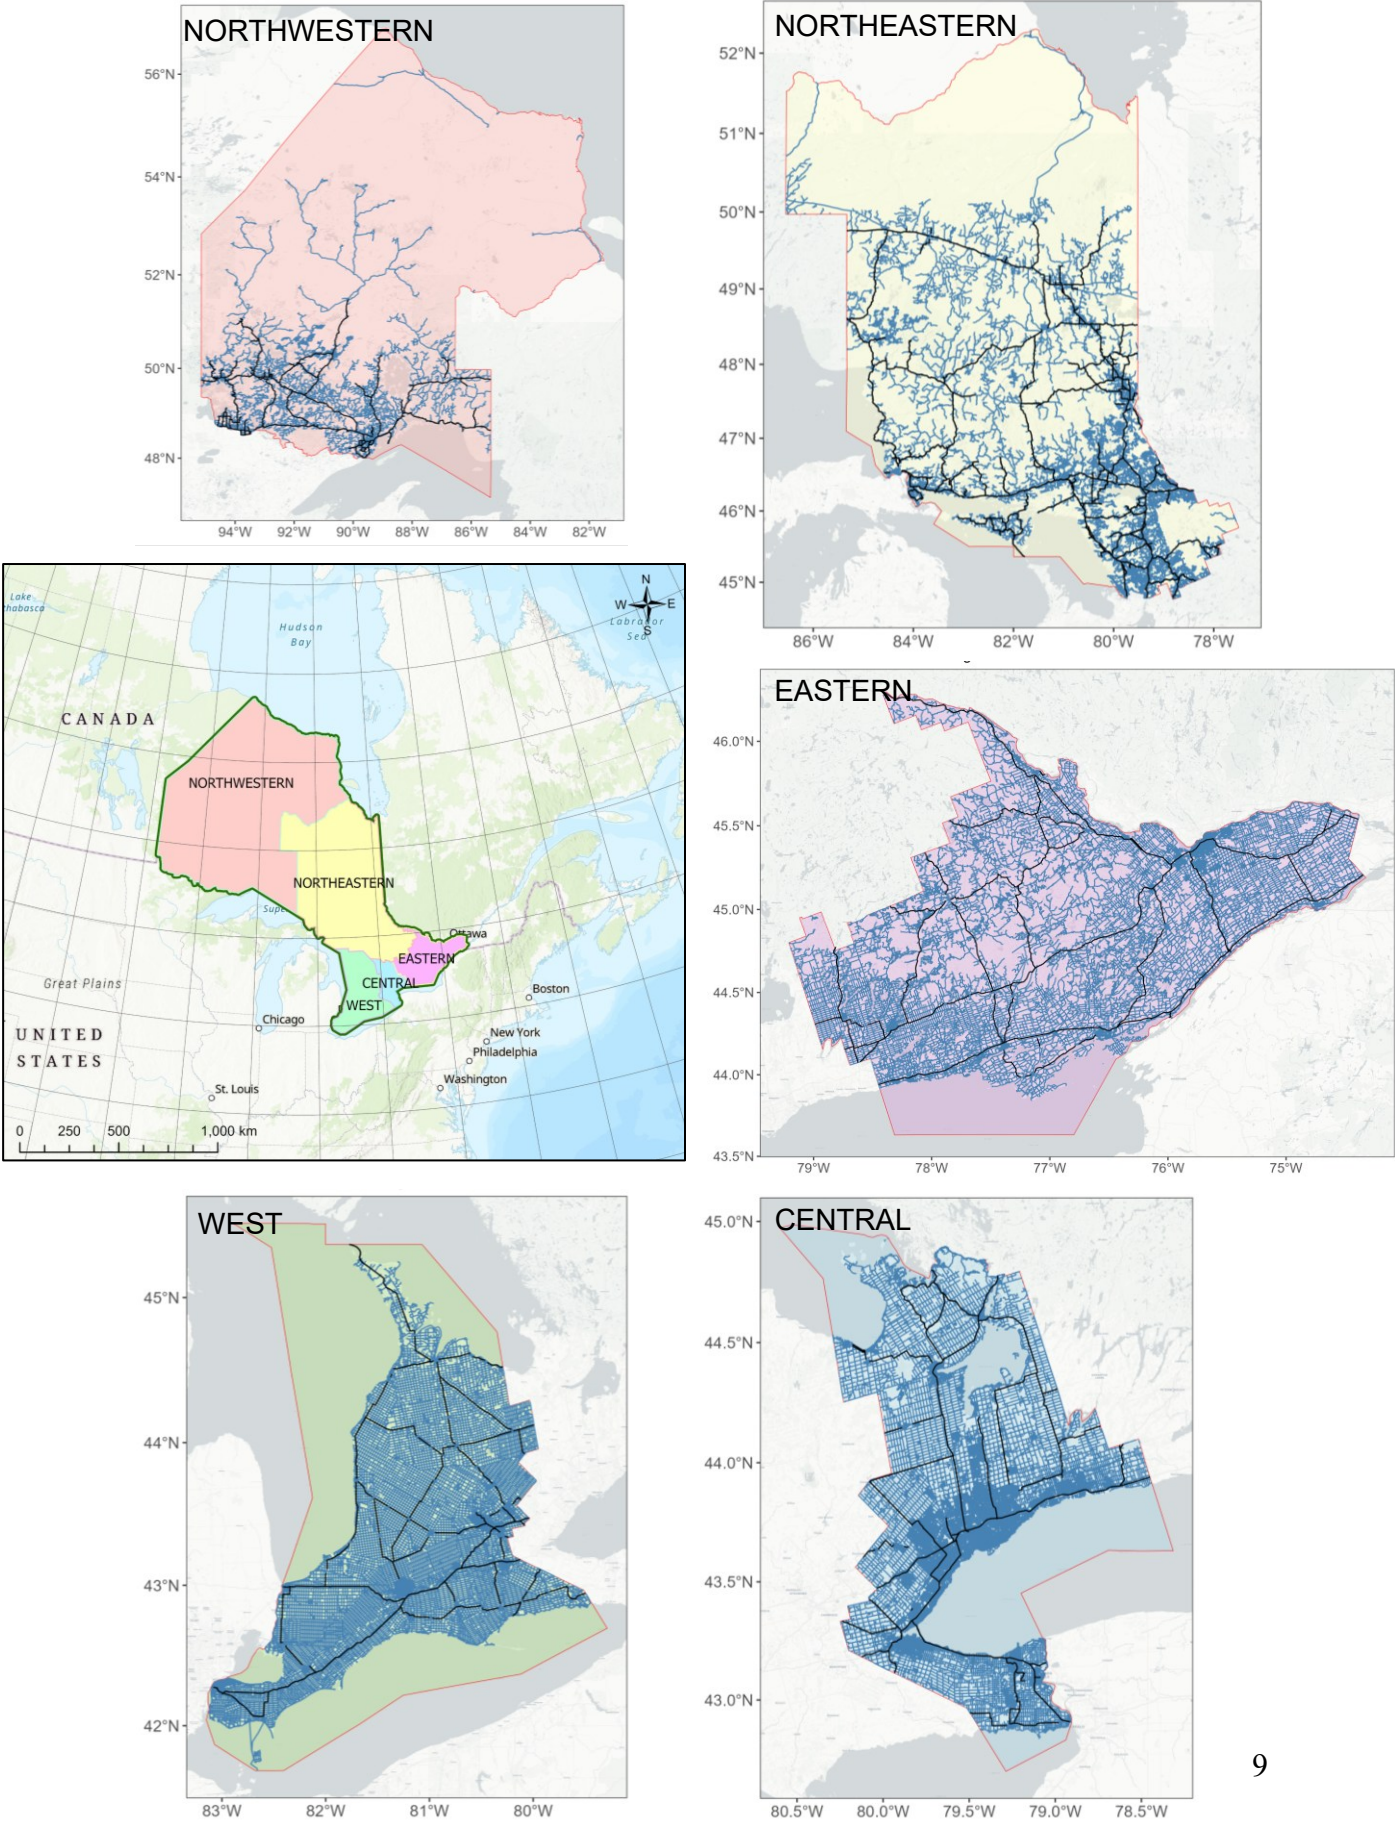 NORTHWESTERN
56°N
54°N
52°N
50°N
48°N
94°W 92°W 90°W 88°W 86°W 84°W 82°W
NORTHEASTERN
52°N
51°N
50°N
49°N
48°N
47°N
46°N
45°N
86°W 84°W 82°W 80°W 78°W
Lake
Hudson
Bay
N
W E
S
Labrador
Sea
CANADA
NORTHWESTERN
NORTHEASTERN
Ottawa
EASTERN
CENTRAL
WEST
Great Plains
Chicago
Boston
New York
Philadelphia
Washington
UNITED
STATES
St. Louis
0 250 500 1,000 km
EASTERN
46.0°N
45.5°N
45.0°N
44.5°N
44.0°N
43.5°N
79°W 78°W 77°W 76°W 75°W
WEST
45°N
44°N
43°N
42°N
83°W 82°W 81°W 80°W
CENTRAL
45.0°N
44.5°N
44.0°N
43.5°N
43.0°N
80.5°W 80.0°W 79.5°W 79.0°W 78.5°W
9